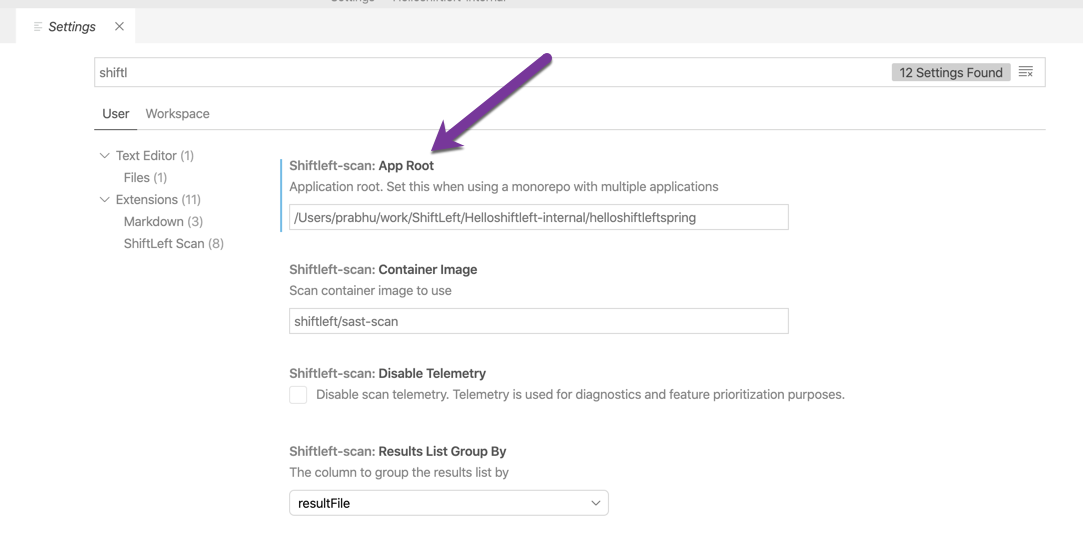 Settings
shiftl
12 Settings Found
User
Workspace
Text Editor (1)
Files (1)
Extensions (11)
Markdown (3)
ShiftLeft Scan (8)
Shiftleft-scan: App Root
Application root. Set this when using a monorepo with multiple applications
/Users/prabhu/work/ShiftLeft/Helloshiftleft-internal/helloshiftleftspring
Shiftleft-scan: Container Image
Scan container image to use
shiftleft/sast-scan
Shiftleft-scan: Disable Telemetry
Disable scan telemetry. Telemetry is used for diagnostics and feature prioritization purposes.
Shiftleft-scan: Results List Group By
The column to group the results list by
resultFile